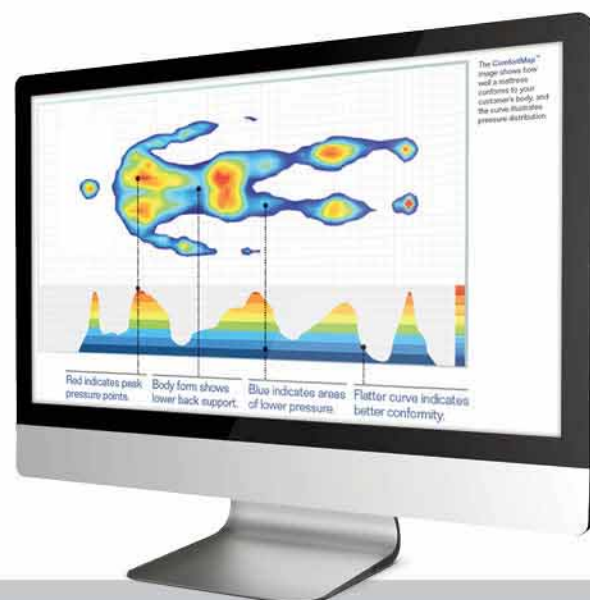 The ComfortMap™
image shows how
well a mattress
conforms to your
customer's body, and
the curve illustrates
pressure distribution
Red indicates peak
pressure points.
Body form shows
lower back support.
Blue indicates areas
of lower pressure
Flatter curve indicates
better conformity.